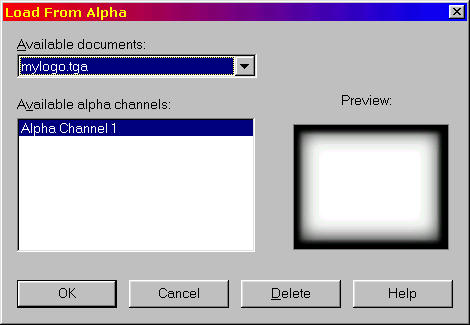 Load From Alpha
Available documents:
mylogo.tga
Available alpha channels:
Preview:
Alpha Channel 1
OK
Cancel
Delete
Help